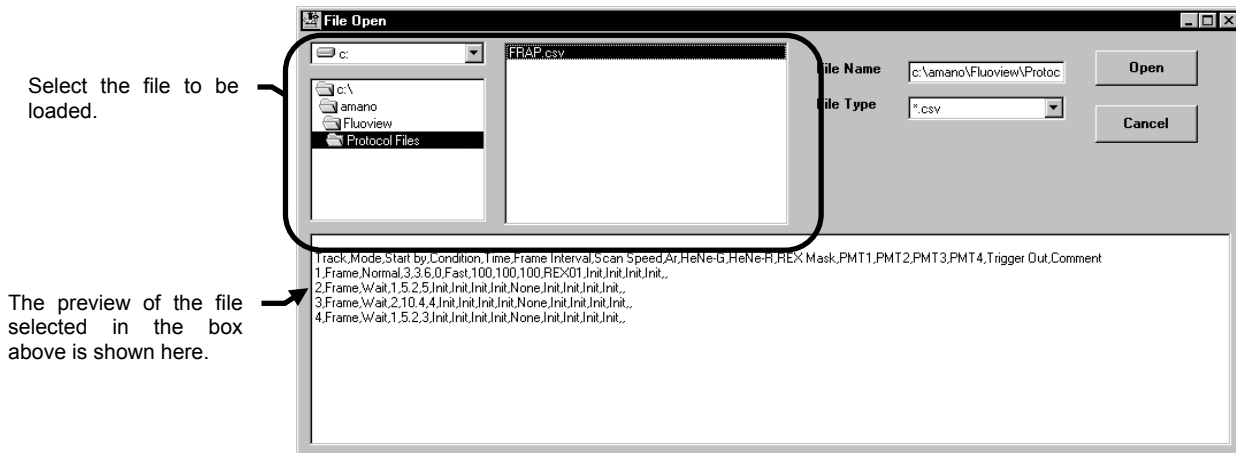 File Open
c:
FRAP.csv
File Name
c:\amano\Fluoview\Protoc
Open
Select the file to be
loaded.
c:\
amano
Fluoview
Protocol Files
File Type
*.csv
Cancel
Track,Mode,Start by,Condition,Time,Frame Interval,Scan Speed,Ar,HeNe-G,HeNe-R,REX Mask,PMT1,PMT2,PMT3,PMT4,Trigger Out,Comment
1,Frame,Normal,3,3.6,0,Fast,100,100,100,REX01,Init,Init,Init,Init,,
2,Frame,Wait,1,5.2,5,Init,Init,Init,Init,None,Init,Init,Init,Init,,
3,Frame,Wait,2,10.4,4,Init,Init,Init,Init,None,Init,Init,Init,Init,,
4,Frame,Wait,1,5.2,3,Init,Init,Init,Init,None,Init,Init,Init,Init,,
The preview of the file
selected in the box
above is shown here.